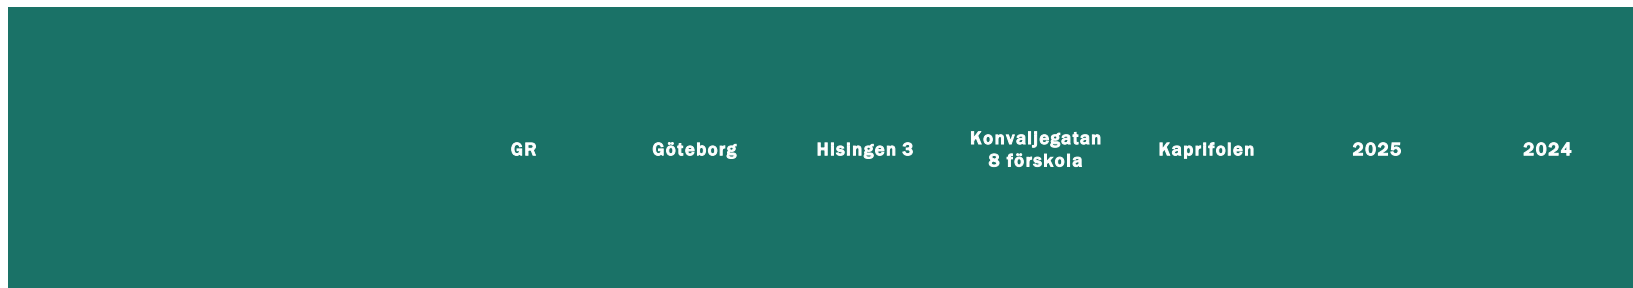 GR
Göteborg
Hisingen 3
Konvaljegatan
8 förskola
Kaprifolen
2025
2024